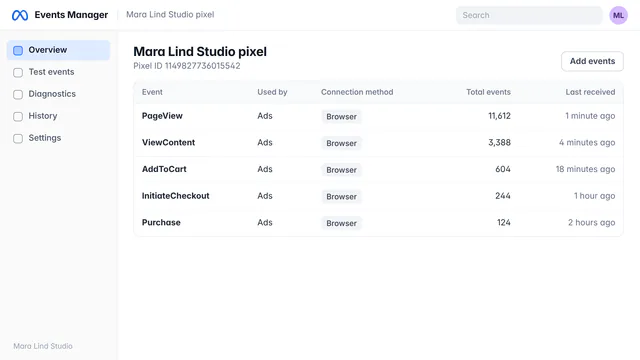 Events Manager
Mara Lind Studio pixel
Search
ML
Overview
Test events
Diagnostics
History
Settings
Mara Lind Studio pixel
Pixel ID 1149827736015542
Add events
Event Used by Connection method Total events Last received
PageView Ads Browser 11,612 1 minute ago
ViewContent Ads Browser 3,388 4 minutes ago
AddToCart Ads Browser 604 18 minutes ago
InitiateCheckout Ads Browser 244 1 hour ago
Purchase Ads Browser 124 2 hours ago
Mara Lind Studio